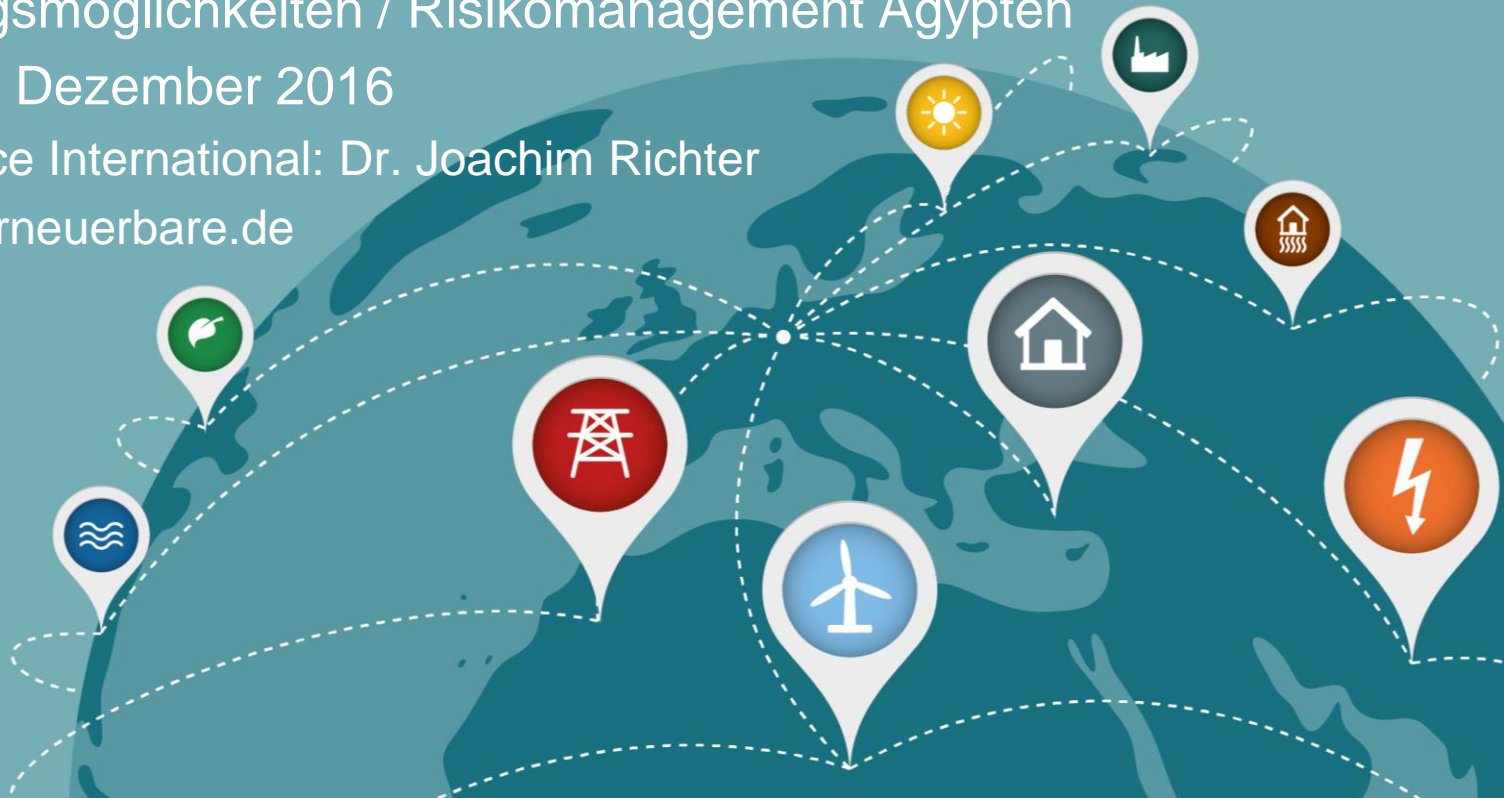 gsmöglichkeiten / Risikomanagement Ägypten
Dezember 2016
ce International: Dr. Joachim Richter
rneuerbare.de